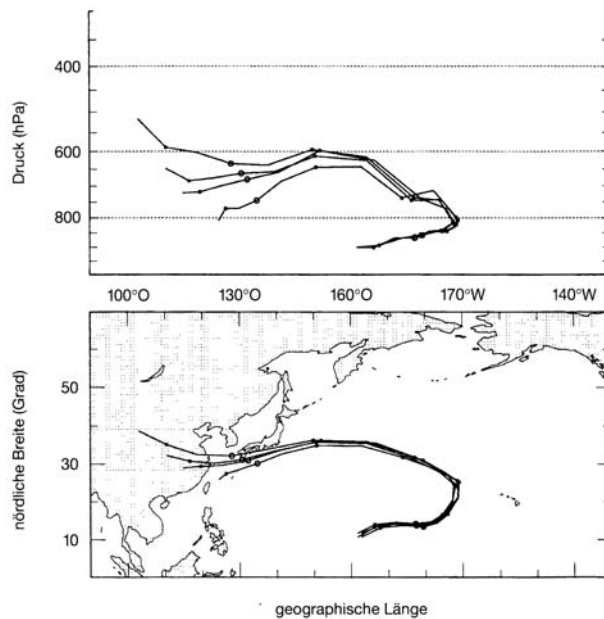 400
600
800
Druck (hPa)
100°O 130°O 160°O 170°W 140°W
50
30
10
nördliche Breite (Grad)
geographische Länge